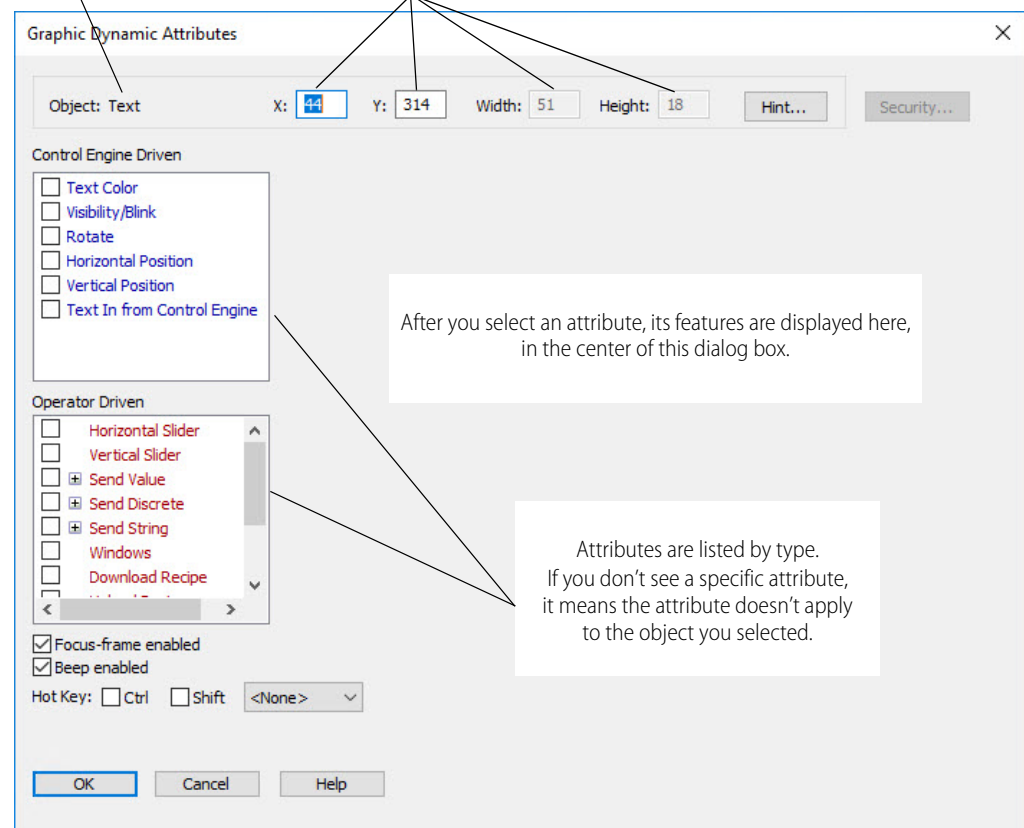 Graphic Dynamic Attributes
Object: Text X: 44 Y: 314 Width: 51 Height: 18 Hint... Security...
Control Engine Driven
Text Color
Visibility/Blink
Rotate
Horizontal Position
Vertical Position
Text In from Control Engine
After you select an attribute, its features are displayed here,
in the center of this dialog box.
Operator Driven
Horizontal Slider
Vertical Slider
Send Value
Send Discrete
Send String
Windows
Download Recipe
Attributes are listed by type.
If you don't see a specific attribute,
it means the attribute doesn't apply
to the object you selected.
Focus-frame enabled
Beep enabled
Hot Key: Ctrl Shift <None>
OK Cancel Help